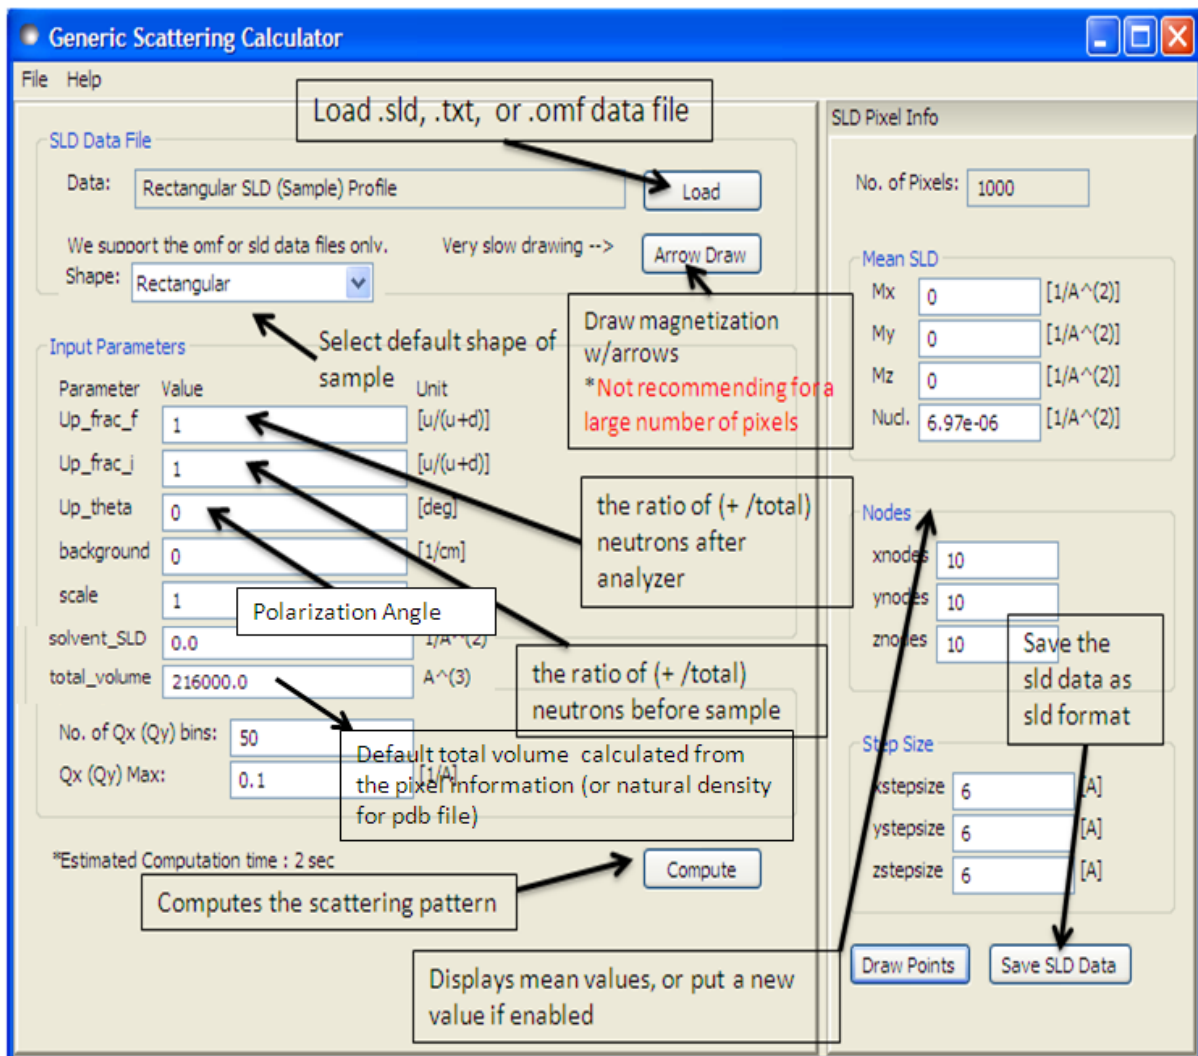 Generic Scattering Calculator
File Help
Load .sld, .txt, or .omf data file
SLD Data File
Data: Rectangular SLD (Sample) Profile Load
We support the omf or sld data files only. Very slow drawing --> Arrow Draw
Shape: Rectangular
Select default shape of
sample
Draw magnetization
w/arrows
*Not recommending for a
large number of pixels
Input Parameters
Parameter Value Unit
Up_frac_f 1 [u/(u+d)]
Up_frac_i 1 [u/(u+d)]
Up_theta 0 [deg]
background 0 [1/cm]
scale 1
solvent_SLD 0.0 1/A^(2)
total_volume 216000.0 A^(3)
the ratio of (+ /total)
neutrons after
analyzer
Polarization Angle
the ratio of (+ /total)
neutrons before sample
No. of Qx (Qy) bins: 50
Qx (Qy) Max: 0.1 [1/A]
Default total volume calculated from
the pixel information (or natural density
for pdb file)
*Estimated Computation time : 2 sec Compute
Computes the scattering pattern
Displays mean values, or put a new
value if enabled
SLD Pixel Info
No. of Pixels: 1000
Mean SLD
Mx 0 [1/A^(2)]
My 0 [1/A^(2)]
Mz 0 [1/A^(2)]
Nucl. 6.97e-06 [1/A^(2)]
Nodes
xnodes 10
ynodes 10
znodes 10
Save the
sld data as
sld format
Step Size
xstepsize 6 [A]
ystepsize 6 [A]
zstepsize 6 [A]
Draw Points Save SLD Data